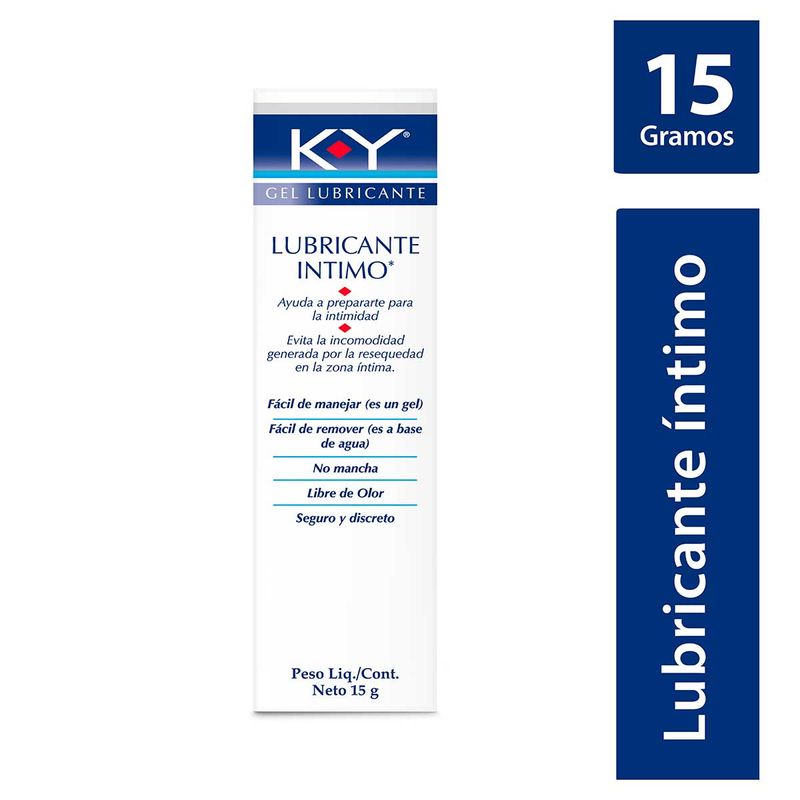 K-Y®
GEL LUBRICANTE
LUBRICANTE
INTIMO*
Ayuda a prepararte para
la intimidad
Evita la incomodidad
generada por la resequedad
en la zona íntima.
Fácil de manejar (es un gel)
Fácil de remover (es a base
de agua)
No mancha
Libre de Olor
Seguro y discreto
Peso Liq./Cont.
Neto 15 g
15
Gramos
Lubricante íntimo